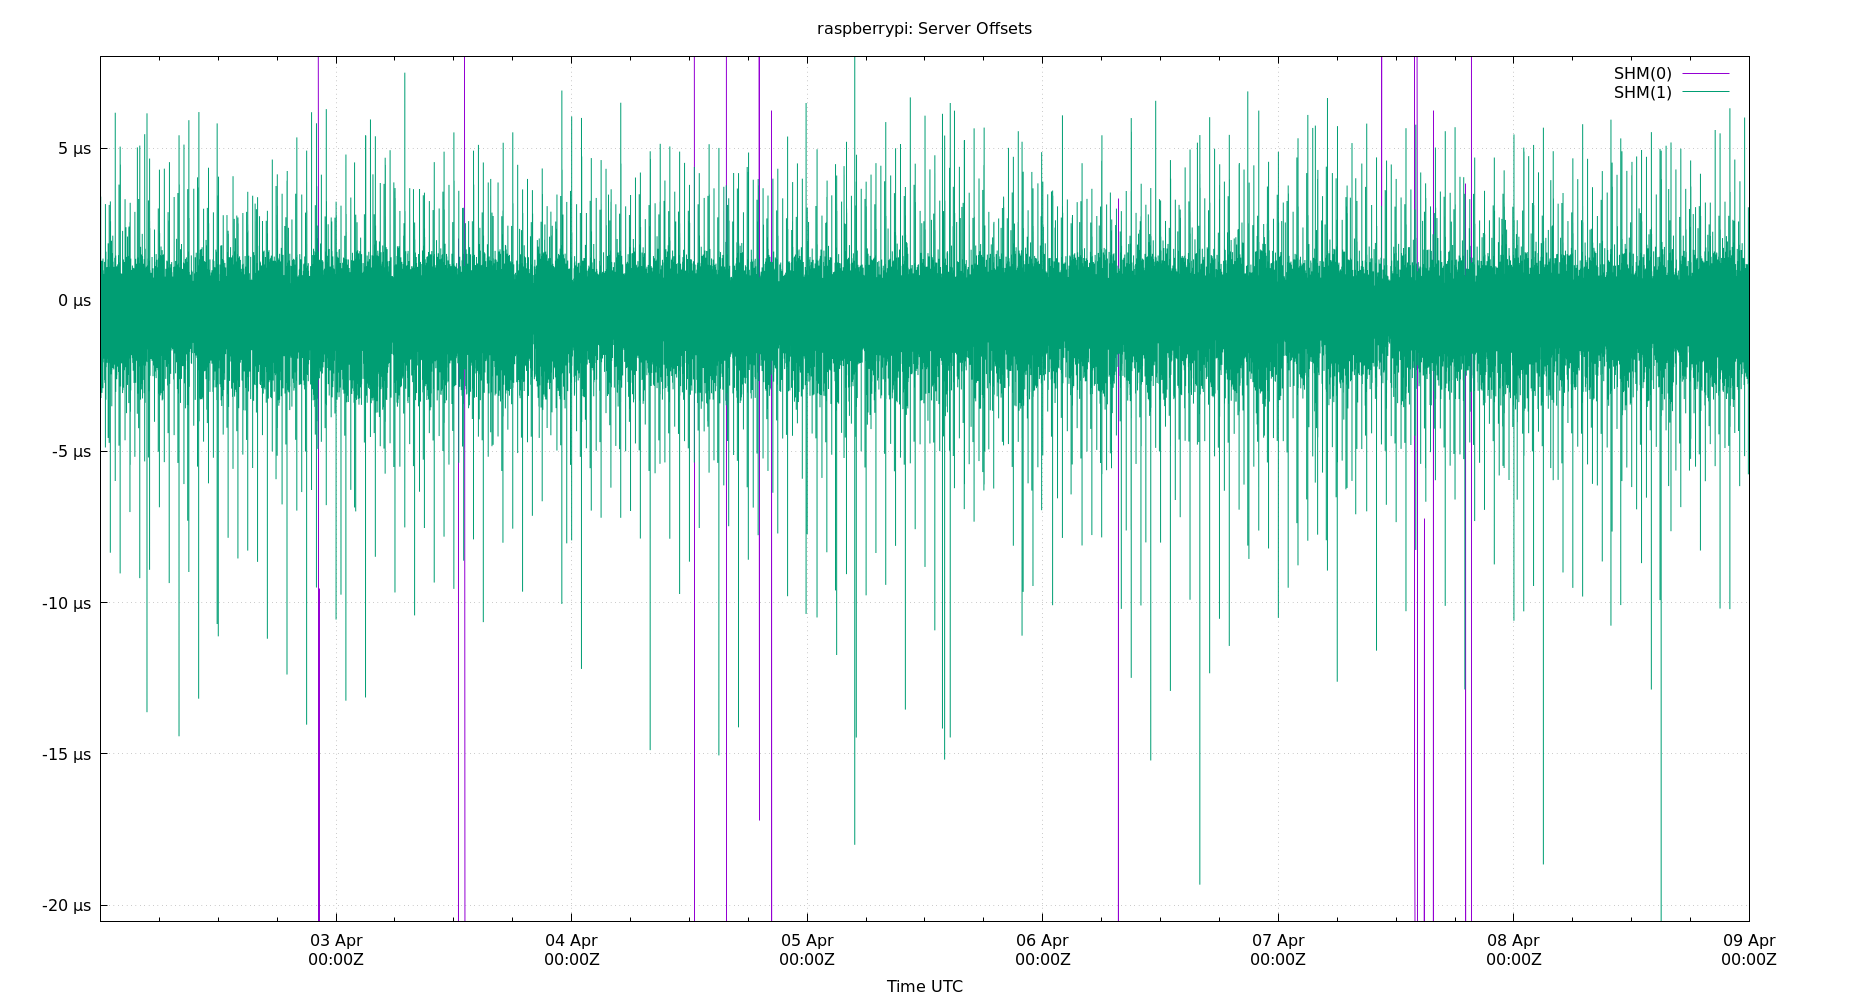 raspberrypi: Server Offsets
SHM(0)
SHM(1)
5 µs
0 µs
-5 µs
-10 µs
-15 µs
-20 µs
03 Apr
00:00Z
04 Apr
00:00Z
05 Apr
00:00Z
06 Apr
00:00Z
07 Apr
00:00Z
08 Apr
00:00Z
09 Apr
00:00Z
Time UTC